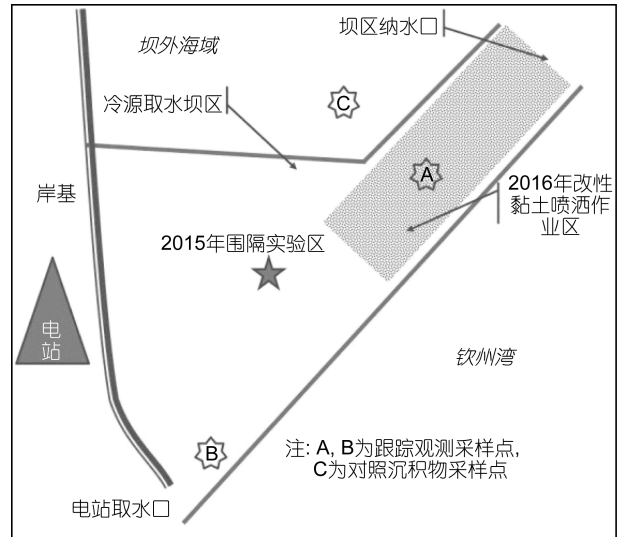 坝外海域
坝区纳水口
C
冷源取水坝区
A
岸基
2016年改性
黏土喷洒作
业区
2015年围隔实验区
电
站
钦州湾
B
注: A, B为跟踪观测采样点,
C为对照沉积物采样点
电站取水口